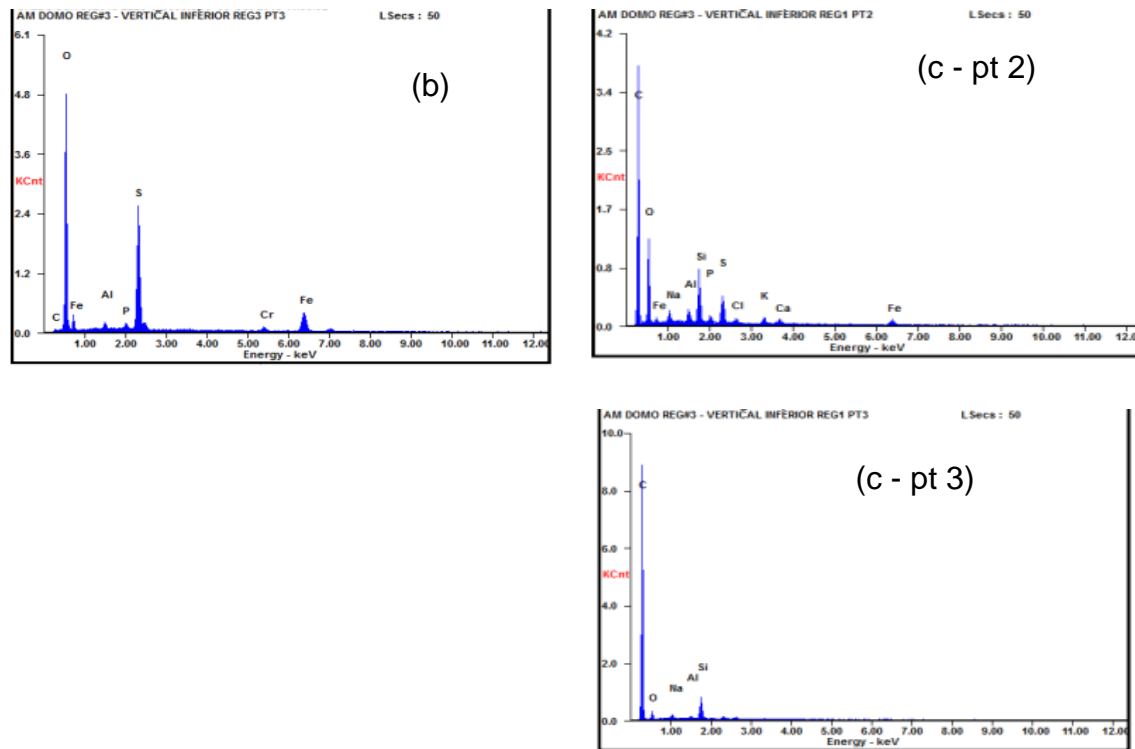 AM DOMO REG#3 - VERTICAL INFERIOR REG3 PT3 LSecs : 50
(b)
6.1
4.8
3.6
KCnt
2.4
1.2
0.0
C O Fe Al P S Cr Fe
1.00 2.00 3.00 4.00 5.00 6.00 7.00 8.00 9.00 10.00 11.00 12.00
Energy - keV
AM DOMO REG#3 - VERTICAL INFERIOR REG1 PT2 LSecs : 50
(c - pt 2)
4.2
3.4
2.5
KCnt
1.7
0.8
0.0
C O Fe Na Al Si P S Cl K Ca Fe
1.00 2.00 3.00 4.00 5.00 6.00 7.00 8.00 9.00 10.00 11.00 12.00
Energy - keV
AM DOMO REG#3 - VERTICAL INFERIOR REG1 PT3 LSecs : 50
(c - pt 3)
10.0
8.0
6.0
KCnt
4.0
2.0
0.0
C O Na Al Si
1.00 2.00 3.00 4.00 5.00 6.00 7.00 8.00 9.00 10.00 11.00 12.00
Energy - keV